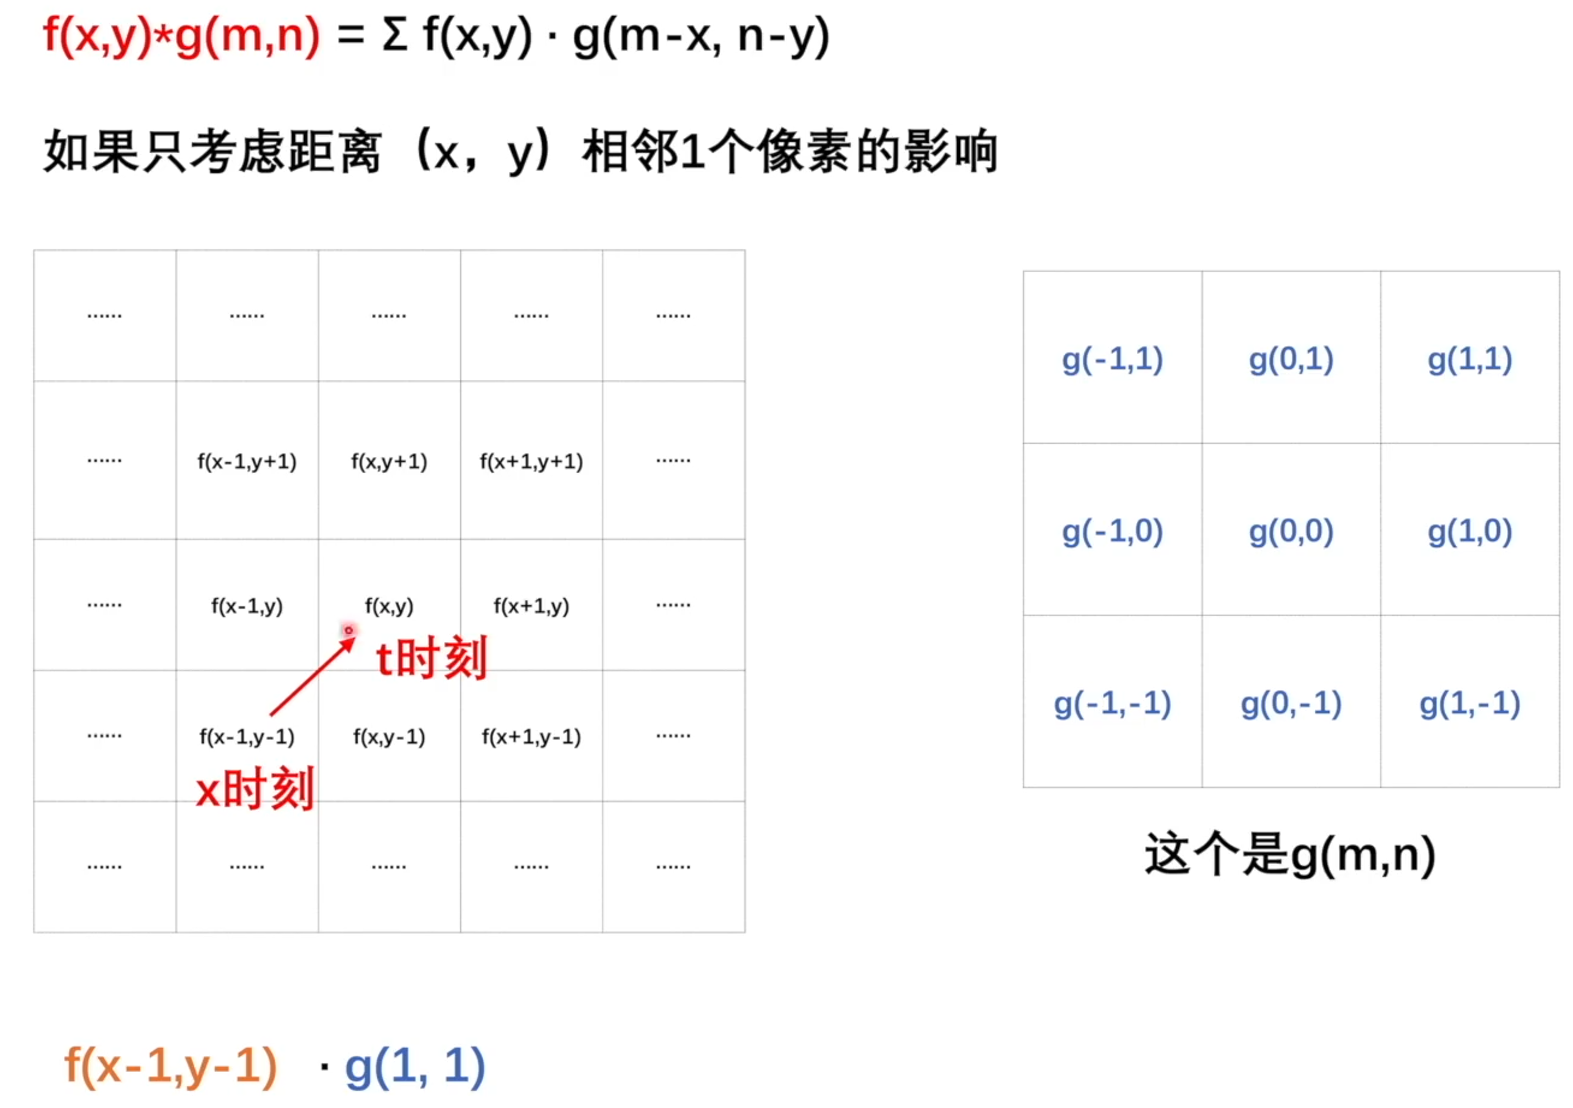 f(x,y)*g(m,n) = Σ f(x,y) · g(m-x, n-y)
如果只考虑距离（x，y）相邻1个像素的影响
…… …… …… …… ……
…… f(x-1,y+1) f(x,y+1) f(x+1,y+1) ……
…… f(x-1,y) f(x,y) f(x+1,y) ……
t时刻
…… f(x-1,y-1) f(x,y-1) f(x+1,y-1) ……
x时刻
…… …… …… …… ……
g(-1,1) g(0,1) g(1,1)
g(-1,0) g(0,0) g(1,0)
g(-1,-1) g(0,-1) g(1,-1)
这个是g(m,n)
f(x-1,y-1) · g(1, 1)